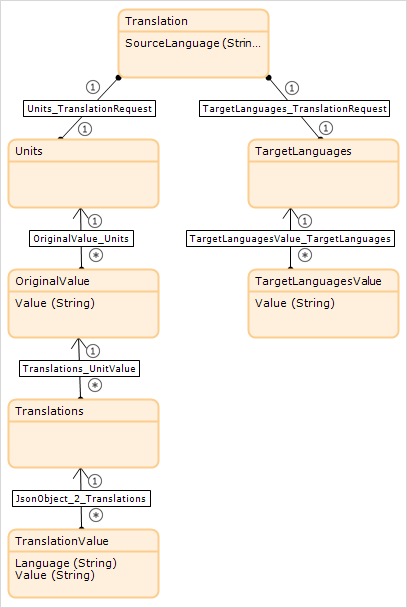 Translation
SourceLanguage (Strin...
1
1
Units_TranslationRequest
TargetLanguages_TranslationRequest
1
1
Units
TargetLanguages
1
1
OriginalValue_Units
TargetLanguagesValue_TargetLanguages
*
*
OriginalValue
TargetLanguagesValue
Value (String)
Value (String)
1
Translations_UnitValue
*
Translations
1
JsonObject_2_Translations
*
TranslationValue
Language (String)
Value (String)